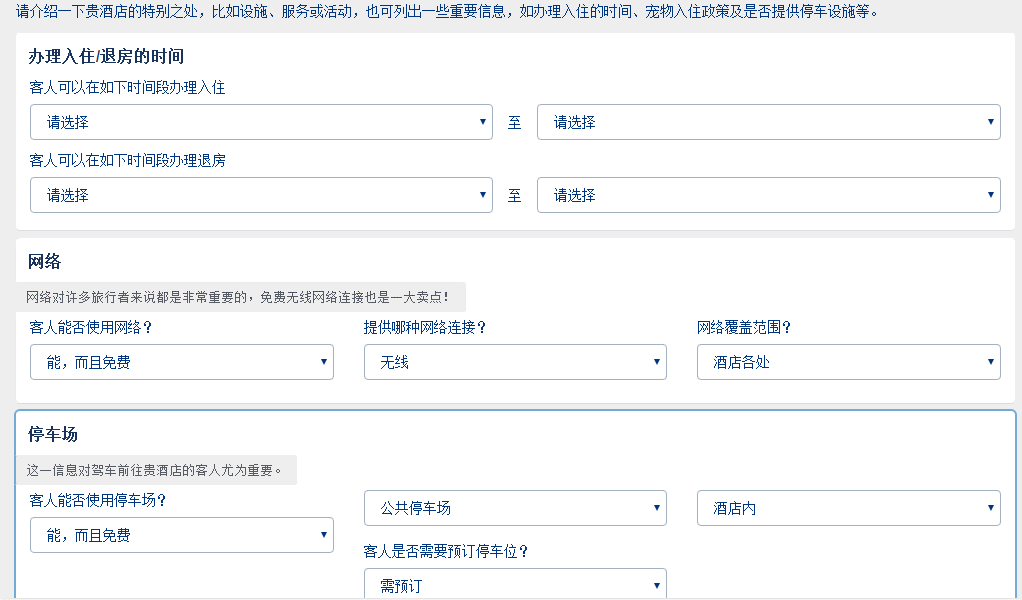 请介绍一下贵酒店的特别之处，比如设施、服务或活动，也可列出一些重要信息，如办理入住的时间、宠物入住政策及是否提供停车设施等。
办理入住/退房的时间
客人可以在如下时间段办理入住
请选择 至 请选择
客人可以在如下时间段办理退房
请选择 至 请选择
网络
网络对许多旅行者来说都是非常重要的，免费无线网络连接也是一大卖点！
客人能否使用网络？ 提供哪种网络连接？ 网络覆盖范围？
能，而且免费 无线 酒店各处
停车场
这一信息对驾车前往贵酒店的客人尤为重要。
客人能否使用停车场？ 公共停车场 酒店内
能，而且免费
客人是否需要预订停车位？
需预订